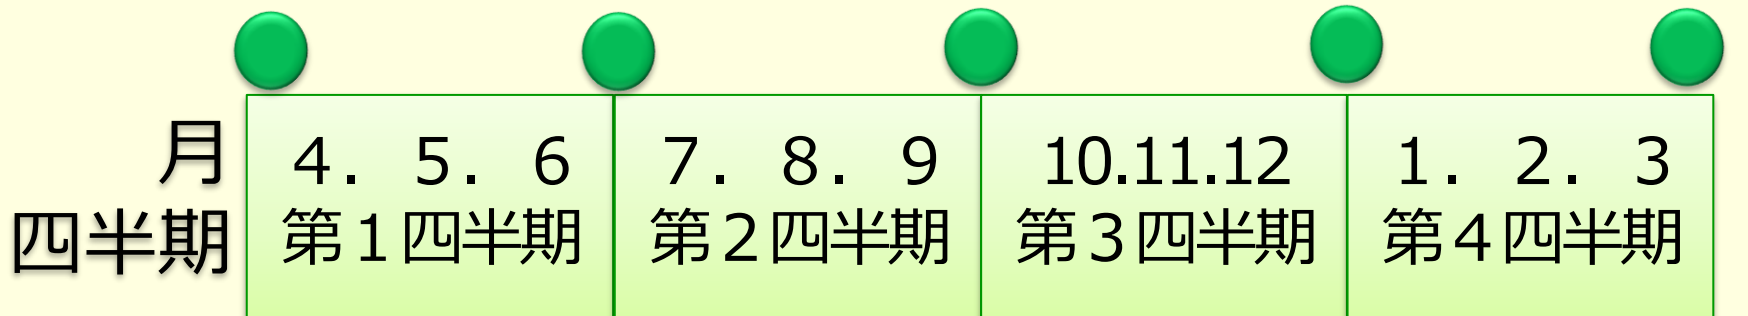 月 ４． ５． ６ ７． ８． ９ 10.11.12 １． ２． ３
四半期 第１四半期 第２四半期 第３四半期 第４四半期